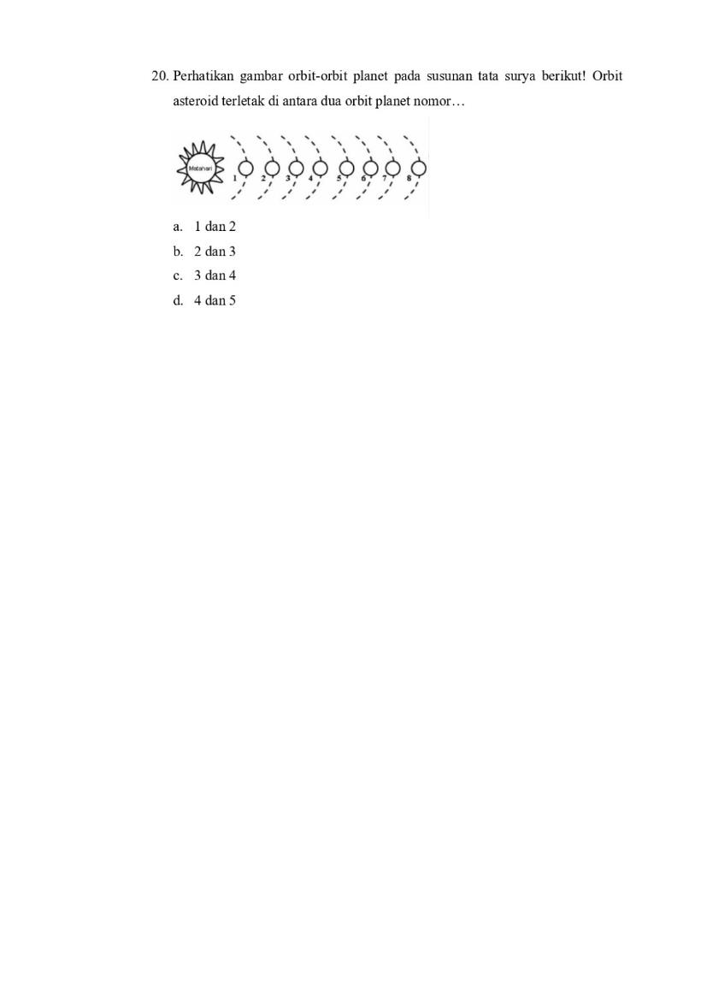 20. Perhatikan gambar orbit-orbit planet pada susunan tata surya berikut! Orbit
asteroid terletak di antara dua orbit planet nomor…
Matahari
1 2 3 4 5 6 7 8
a. 1 dan 2
b. 2 dan 3
c. 3 dan 4
d. 4 dan 5